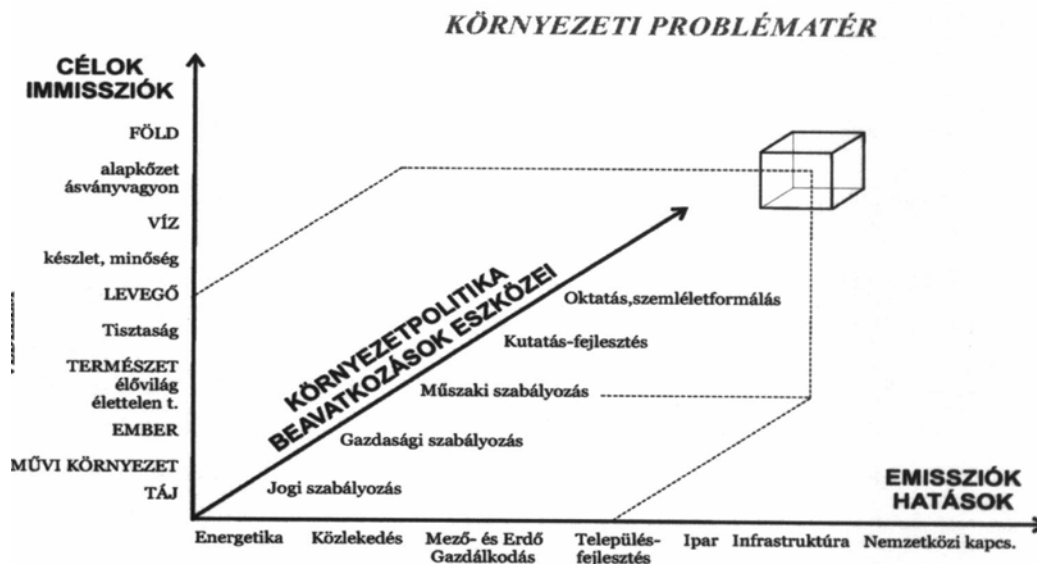 KÖRNYEZETI PROBLÉMATÉR
CÉLOK
IMMISSZIÓK
FÖLD
alapkőzet
ásványvagyon
VÍZ
készlet, minőség
LEVEGŐ
Tisztaság
TERMÉSZET
élővilág
élettelen t.
EMBER
MŰVI KÖRNYEZET
TÁJ
KÖRNYEZETPOLITIKA
BEAVATKOZÁSOK ESZKÖZEI
Oktatás,szemléletformálás
Kutatás-fejlesztés
Műszaki szabályozás
Gazdasági szabályozás
Jogi szabályozás
EMISSZIÓK
HATÁSOK
Energetika
Közlekedés
Mező- és Erdő
Gazdálkodás
Település-
fejlesztés
Ipar
Infrastruktúra
Nemzetközi kapcs.